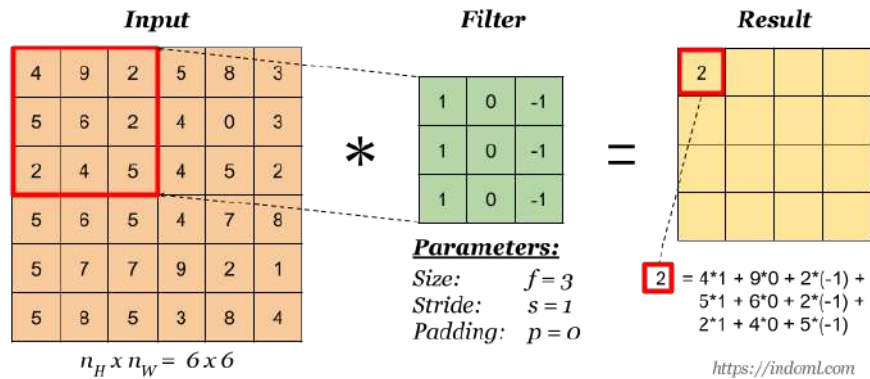 Input
Filter
Result
4 9 2 5 8 3
5 6 2 4 0 3
2 4 5 4 5 2
5 6 5 4 7 8
5 7 7 9 2 1
5 8 5 3 8 4
n_H x n_W = 6 x 6
*
1 0 -1
1 0 -1
1 0 -1
Parameters:
Size: f = 3
Stride: s = 1
Padding: p = 0
=
2
2 = 4*1 + 9*0 + 2*(-1) +
5*1 + 6*0 + 2*(-1) +
2*1 + 4*0 + 5*(-1)
https://indoml.com